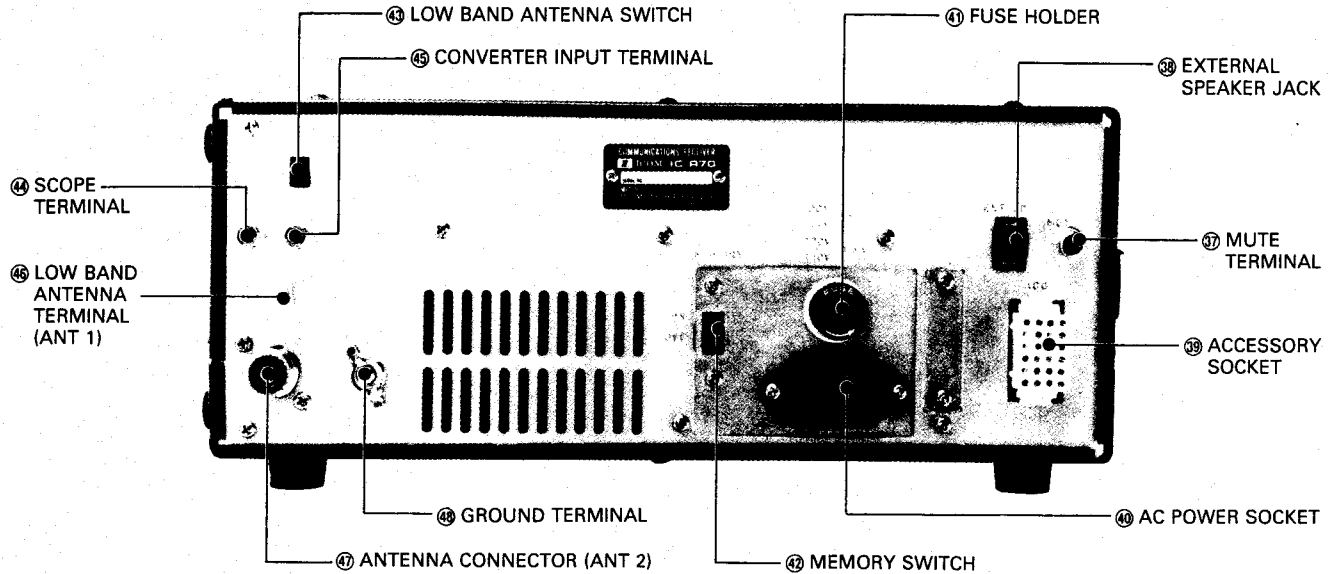 ㊸ LOW BAND ANTENNA SWITCH
㊶ FUSE HOLDER
㊺ CONVERTER INPUT TERMINAL
㊳ EXTERNAL
SPEAKER JACK
COMMUNICATIONS RECEIVER
IC R70
㊹ SCOPE
TERMINAL
㊲ MUTE
TERMINAL
㊻ LOW BAND
ANTENNA
TERMINAL
(ANT 1)
㊴ ACCESSORY
SOCKET
㊽ GROUND TERMINAL
㊵ AC POWER SOCKET
㊼ ANTENNA CONNECTOR (ANT 2)
㊷ MEMORY SWITCH